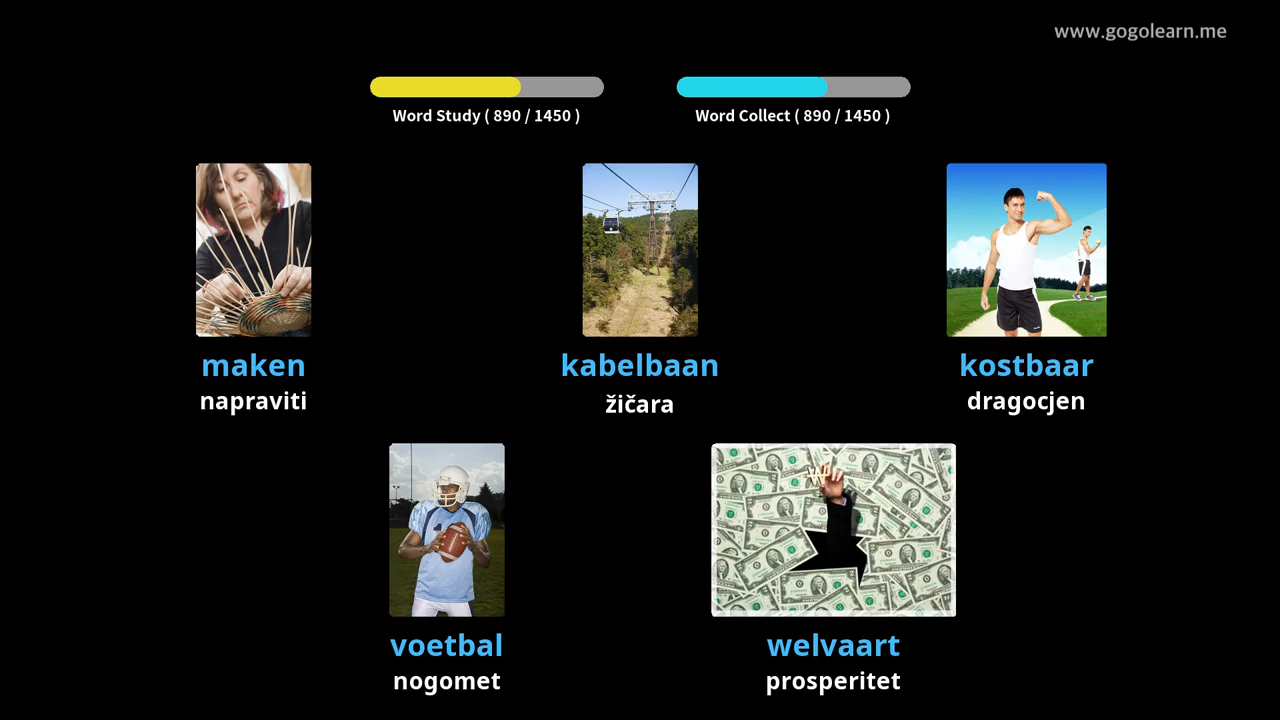 www.gogolearn.me
Word Study ( 890 / 1450 )
Word Collect ( 890 / 1450 )
maken
napraviti
kabelbaan
žičara
kostbaar
dragocjen
voetbal
nogomet
welvaart
prosperitet